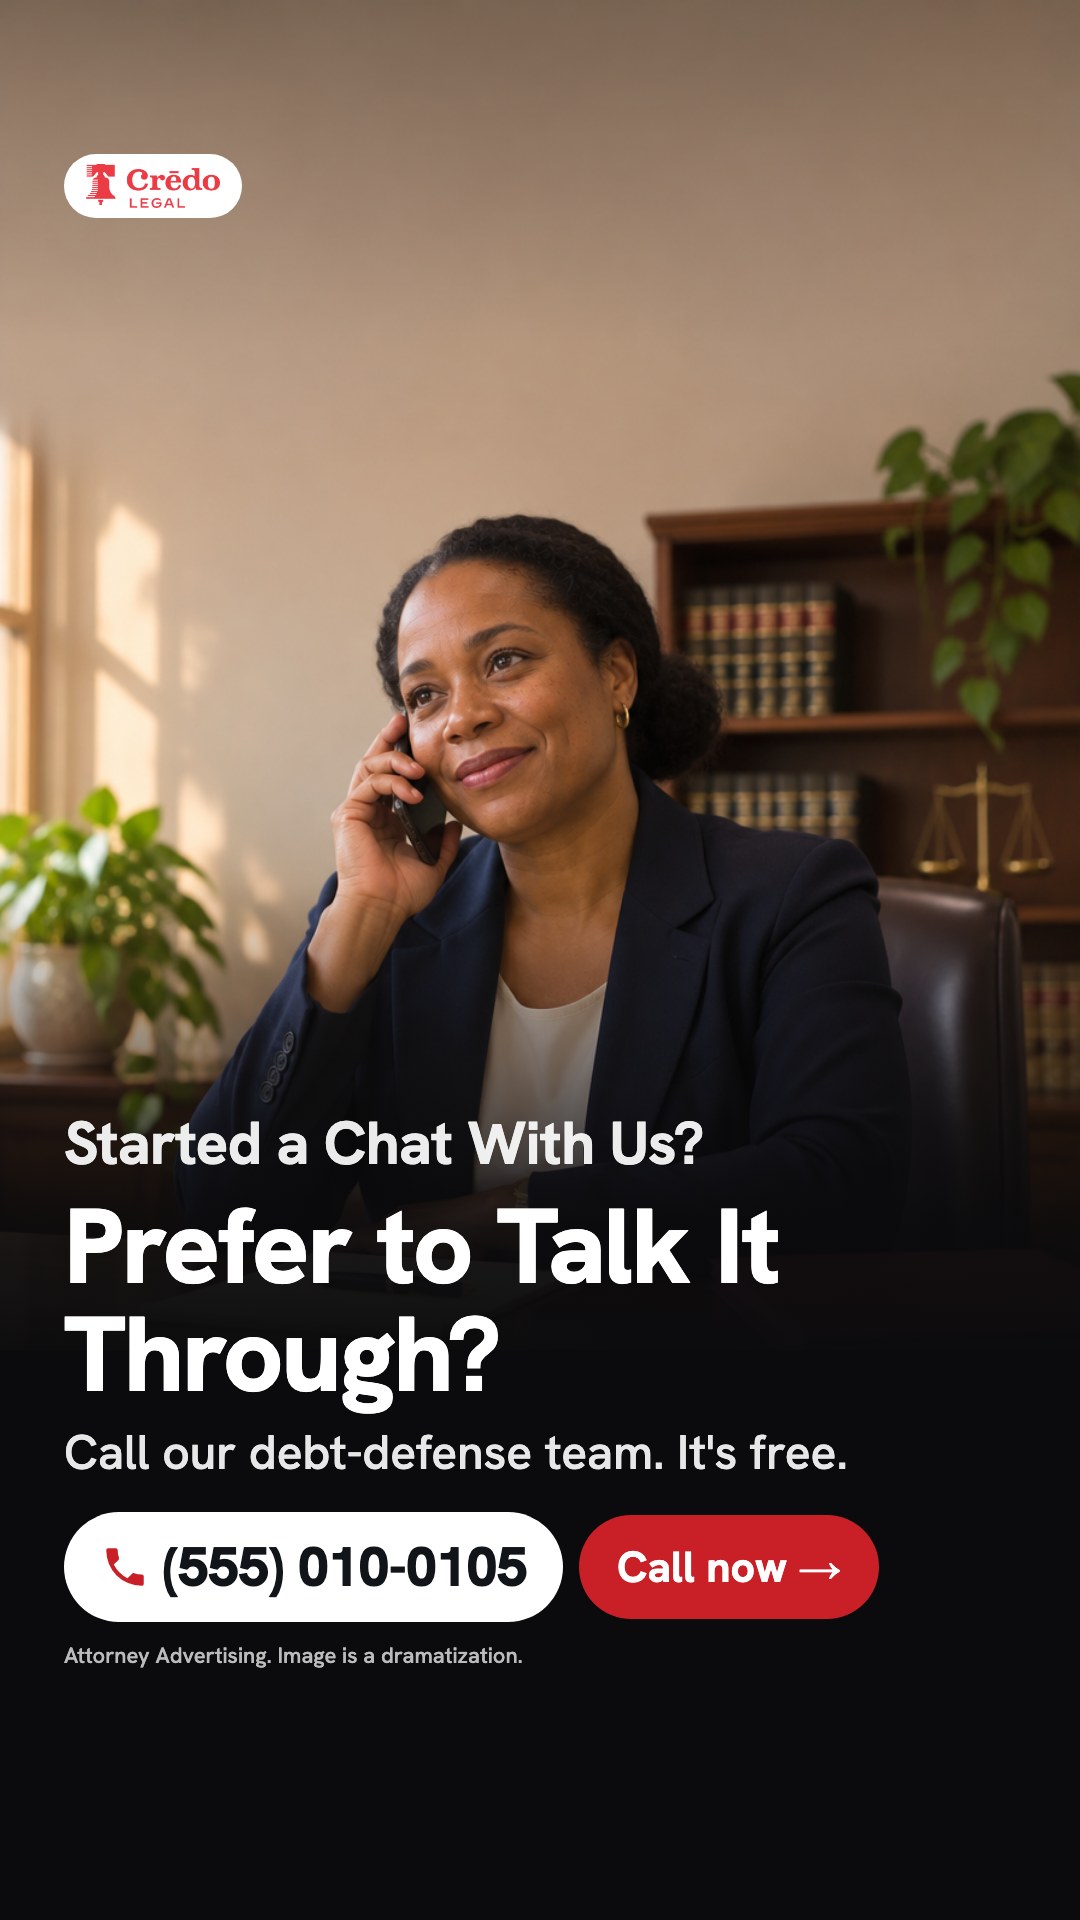 Crēdo
LEGAL
Started a Chat With Us?
Prefer to Talk It
Through?
Call our debt-defense team. It's free.
(555) 010-0105
Call now →
Attorney Advertising. Image is a dramatization.